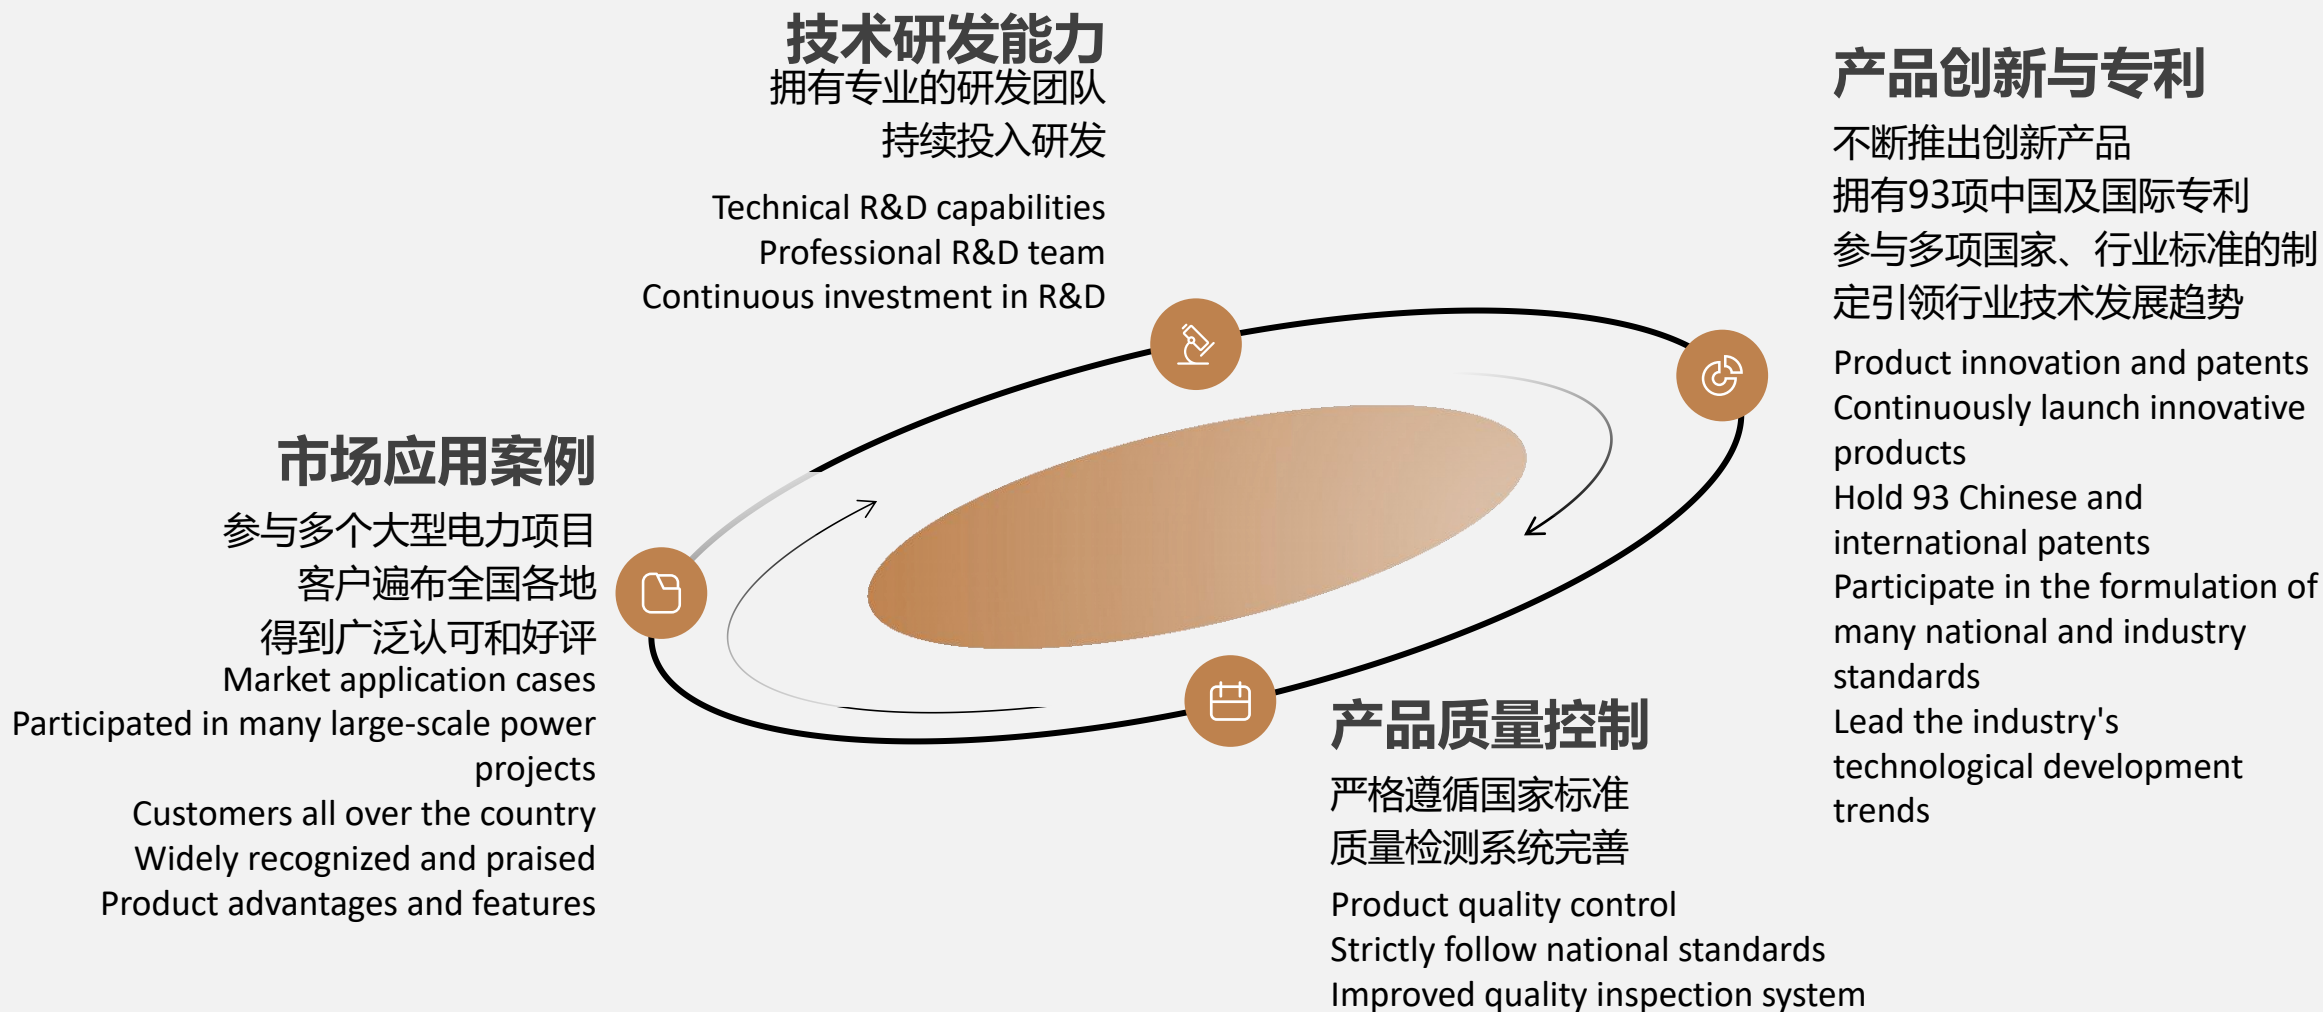 技术研发能力
拥有专业的研发团队
持续投入研发
Technical R&D capabilities
Professional R&D team
Continuous investment in R&D
产品创新与专利
不断推出创新产品
拥有93项中国及国际专利
参与多项国家、行业标准的制
定引领行业技术发展趋势
Product innovation and patents
Continuously launch innovative
products
Hold 93 Chinese and
international patents
Participate in the formulation of
many national and industry
standards
Lead the industry's
technological development
trends
市场应用案例
参与多个大型电力项目
客户遍布全国各地
得到广泛认可和好评
Market application cases
Participated in many large-scale power
projects
Customers all over the country
Widely recognized and praised
Product advantages and features
产品质量控制
严格遵循国家标准
质量检测系统完善
Product quality control
Strictly follow national standards
Improved quality inspection system